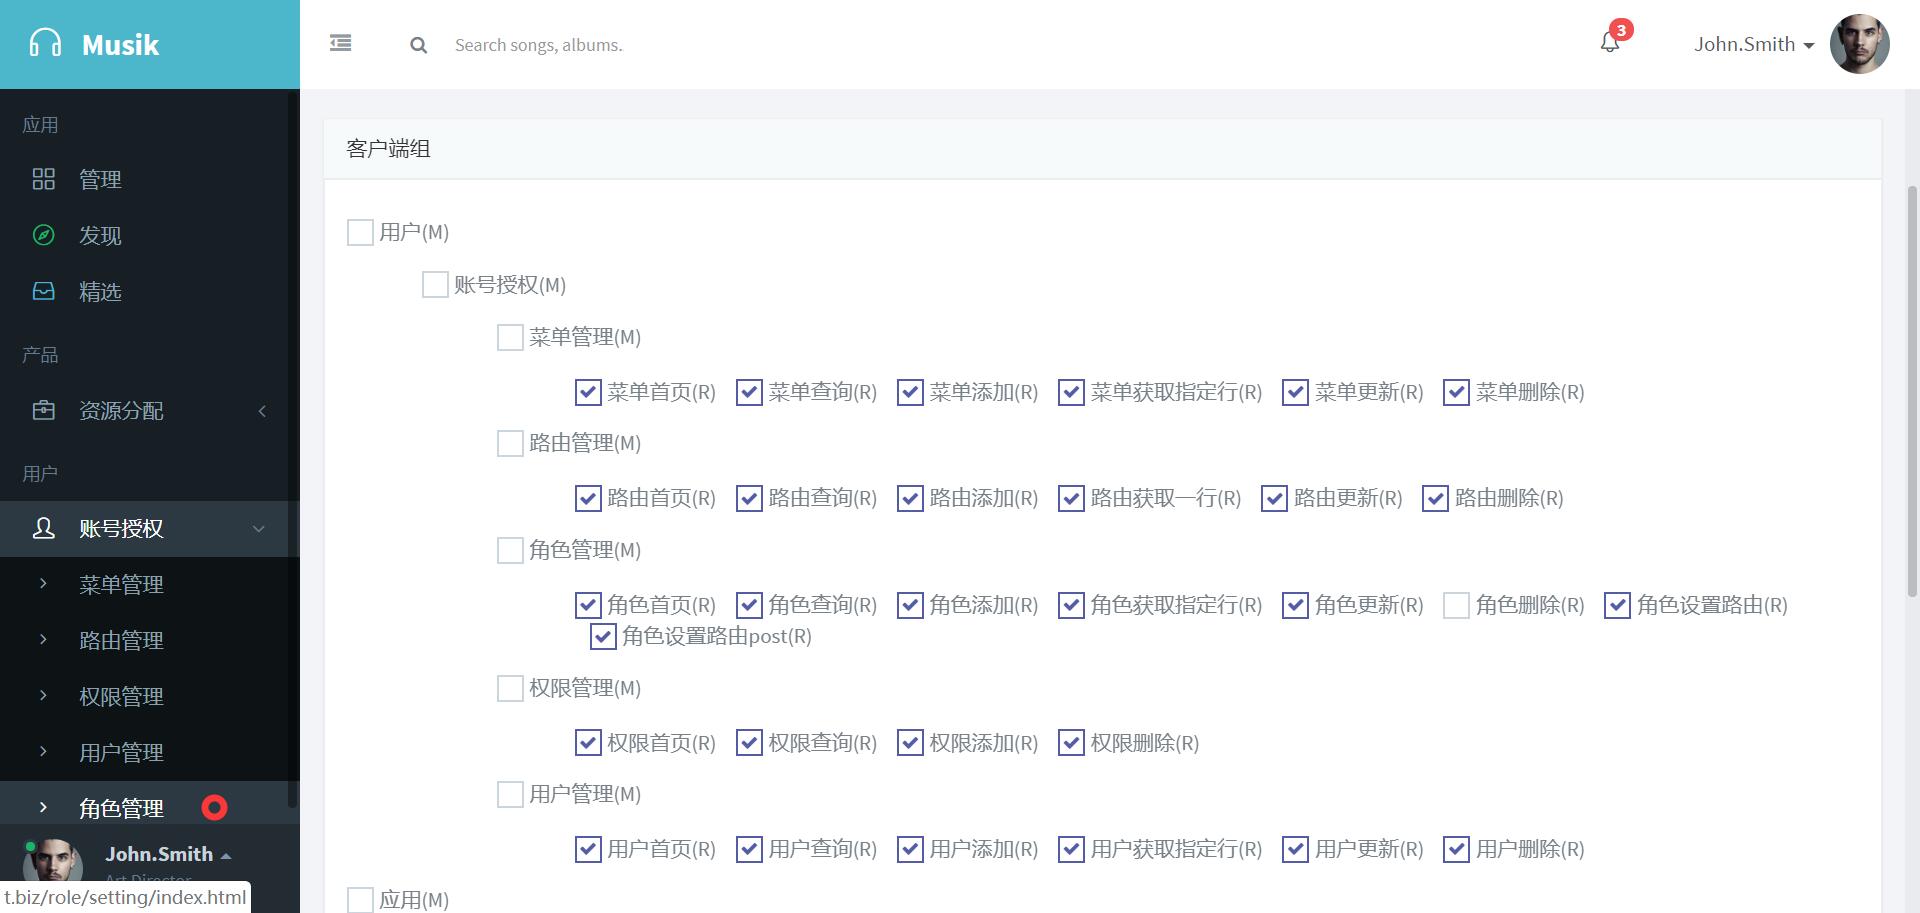 Musik
Search songs, albums.
3
John.Smith
应用
管理
发现
精选
产品
资源分配
用户
账号授权
菜单管理
路由管理
权限管理
用户管理
角色管理
John.Smith
Art Director
t.biz/role/setting/index.html
客户端组
用户(M)
账号授权(M)
菜单管理(M)
菜单首页(R) 菜单查询(R) 菜单添加(R) 菜单获取指定行(R) 菜单更新(R) 菜单删除(R)
路由管理(M)
路由首页(R) 路由查询(R) 路由添加(R) 路由获取一行(R) 路由更新(R) 路由删除(R)
角色管理(M)
角色首页(R) 角色查询(R) 角色添加(R) 角色获取指定行(R) 角色更新(R) 角色删除(R) 角色设置路由(R)
角色设置路由post(R)
权限管理(M)
权限首页(R) 权限查询(R) 权限添加(R) 权限删除(R)
用户管理(M)
用户首页(R) 用户查询(R) 用户添加(R) 用户获取指定行(R) 用户更新(R) 用户删除(R)
应用(M)